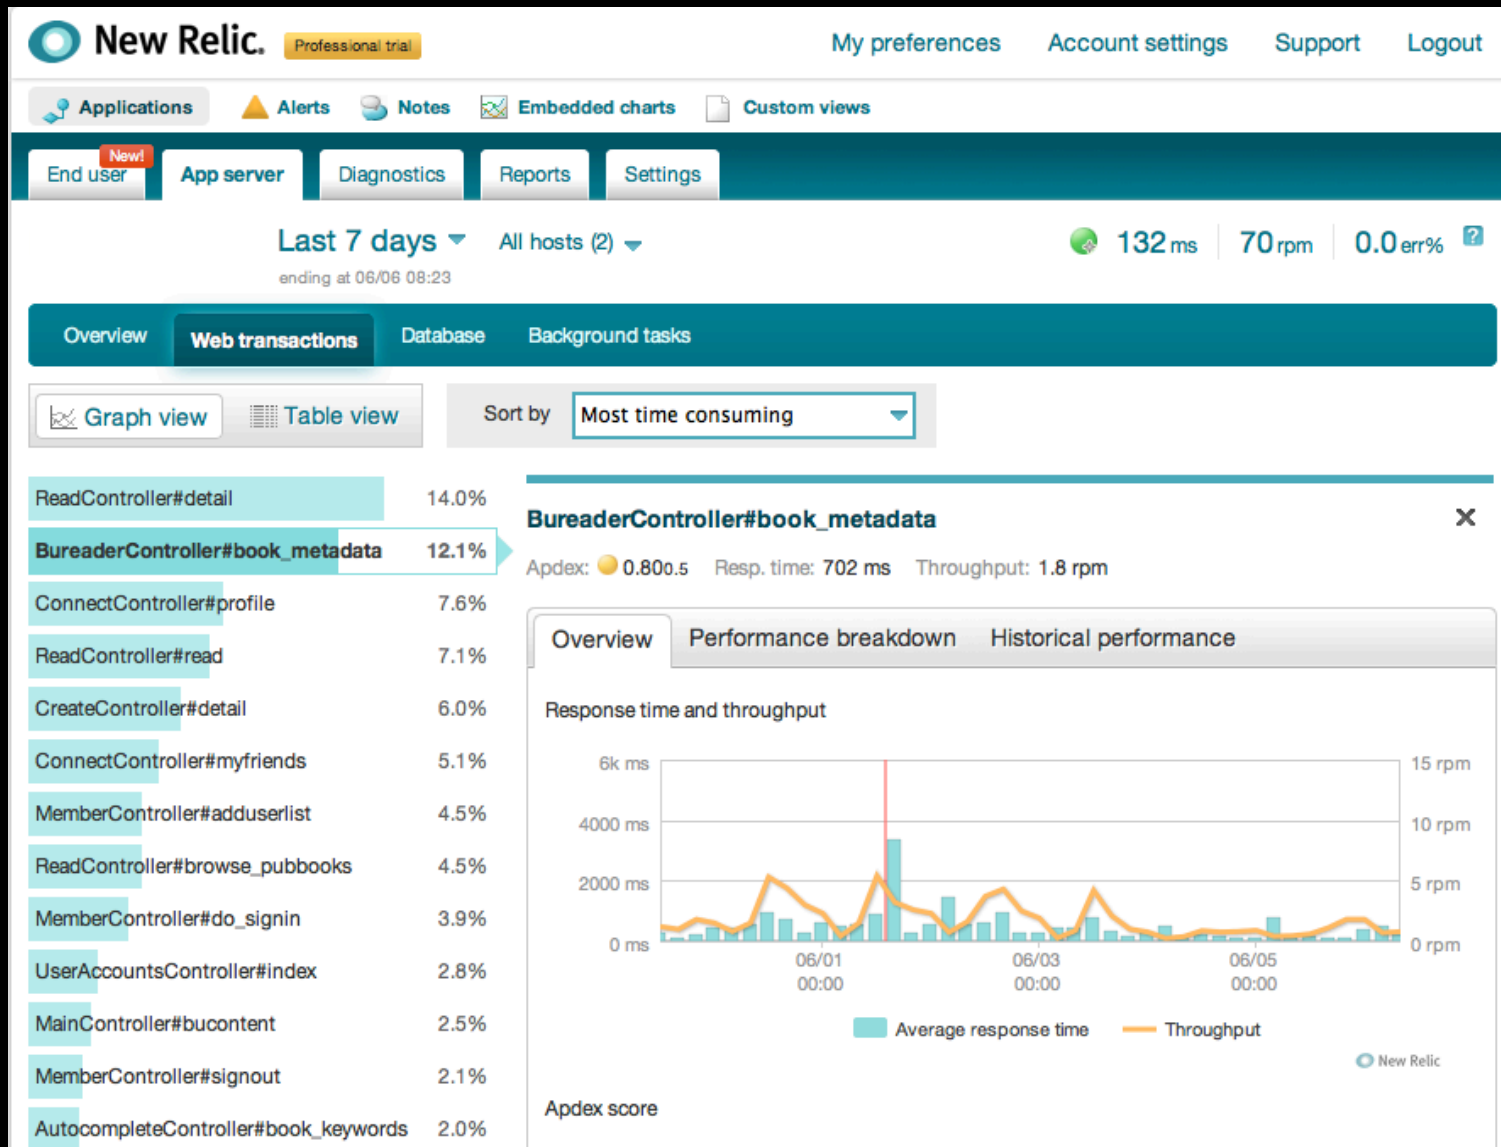 New Relic. Professional trial My preferences Account settings Support Logout
Applications Alerts Notes Embedded charts Custom views
New!
End user App server Diagnostics Reports Settings
Last 7 days All hosts (2) 132 ms 70 rpm 0.0 err% ?
ending at 06/06 08:23
Overview Web transactions Database Background tasks
Graph view Table view Sort by Most time consuming
ReadController#detail 14.0%
BureaderController#book_metadata 12.1%
ConnectController#profile 7.6%
ReadController#read 7.1%
CreateController#detail 6.0%
ConnectController#myfriends 5.1%
MemberController#adduserlist 4.5%
ReadController#browse_pubbooks 4.5%
MemberController#do_signin 3.9%
UserAccountsController#index 2.8%
MainController#bucontent 2.5%
MemberController#signout 2.1%
AutocompleteController#book_keywords 2.0%
BureaderController#book_metadata
Apdex: 0.80 0.5 Resp. time: 702 ms Throughput: 1.8 rpm
Overview Performance breakdown Historical performance
Response time and throughput
6k ms 15 rpm
4000 ms 10 rpm
2000 ms 5 rpm
0 ms 0 rpm
06/01 06/03 06/05
00:00 00:00 00:00
Average response time Throughput
New Relic
Apdex score